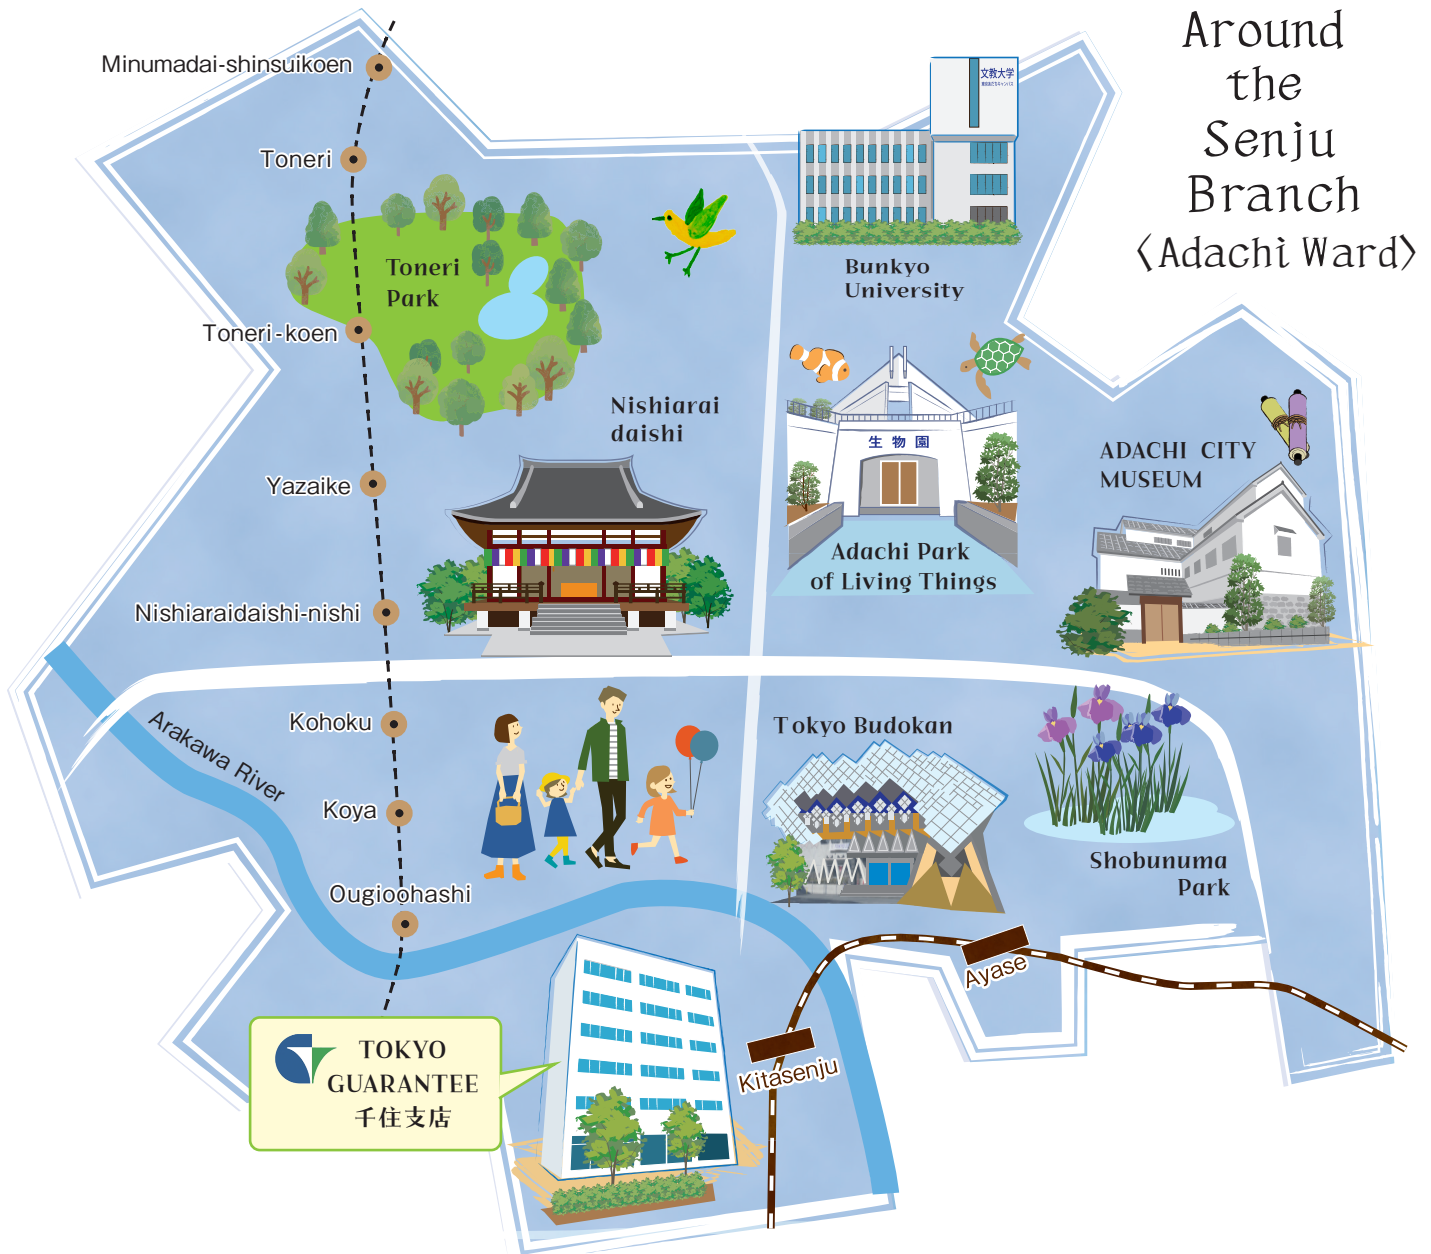 Around
the
Senju
Branch
〈Adachi Ward〉
Minumadai-shinsuikoen
Toneri
Toneri
Park
Toneri-koen
Yazaike
Nishiaraidaishi-nishi
Kohoku
Koya
Ougioohashi
Arakawa River
Nishiarai
daishi
文教大学
Bunkyo
University
生物園
Adachi Park
of Living Things
ADACHI CITY
MUSEUM
Tokyo Budokan
Shobunuma
Park
Ayase
Kitasenju
TOKYO
GUARANTEE
千住支店